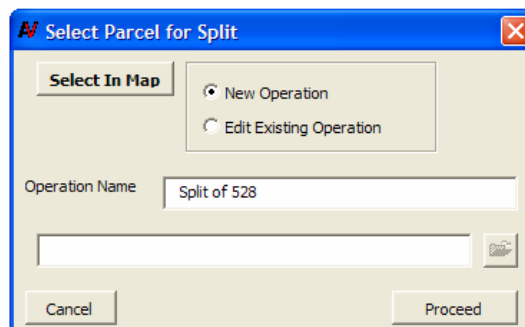 Select Parcel for Split
Select In Map
New Operation
Edit Existing Operation
Operation Name
Split of 528
Cancel
Proceed